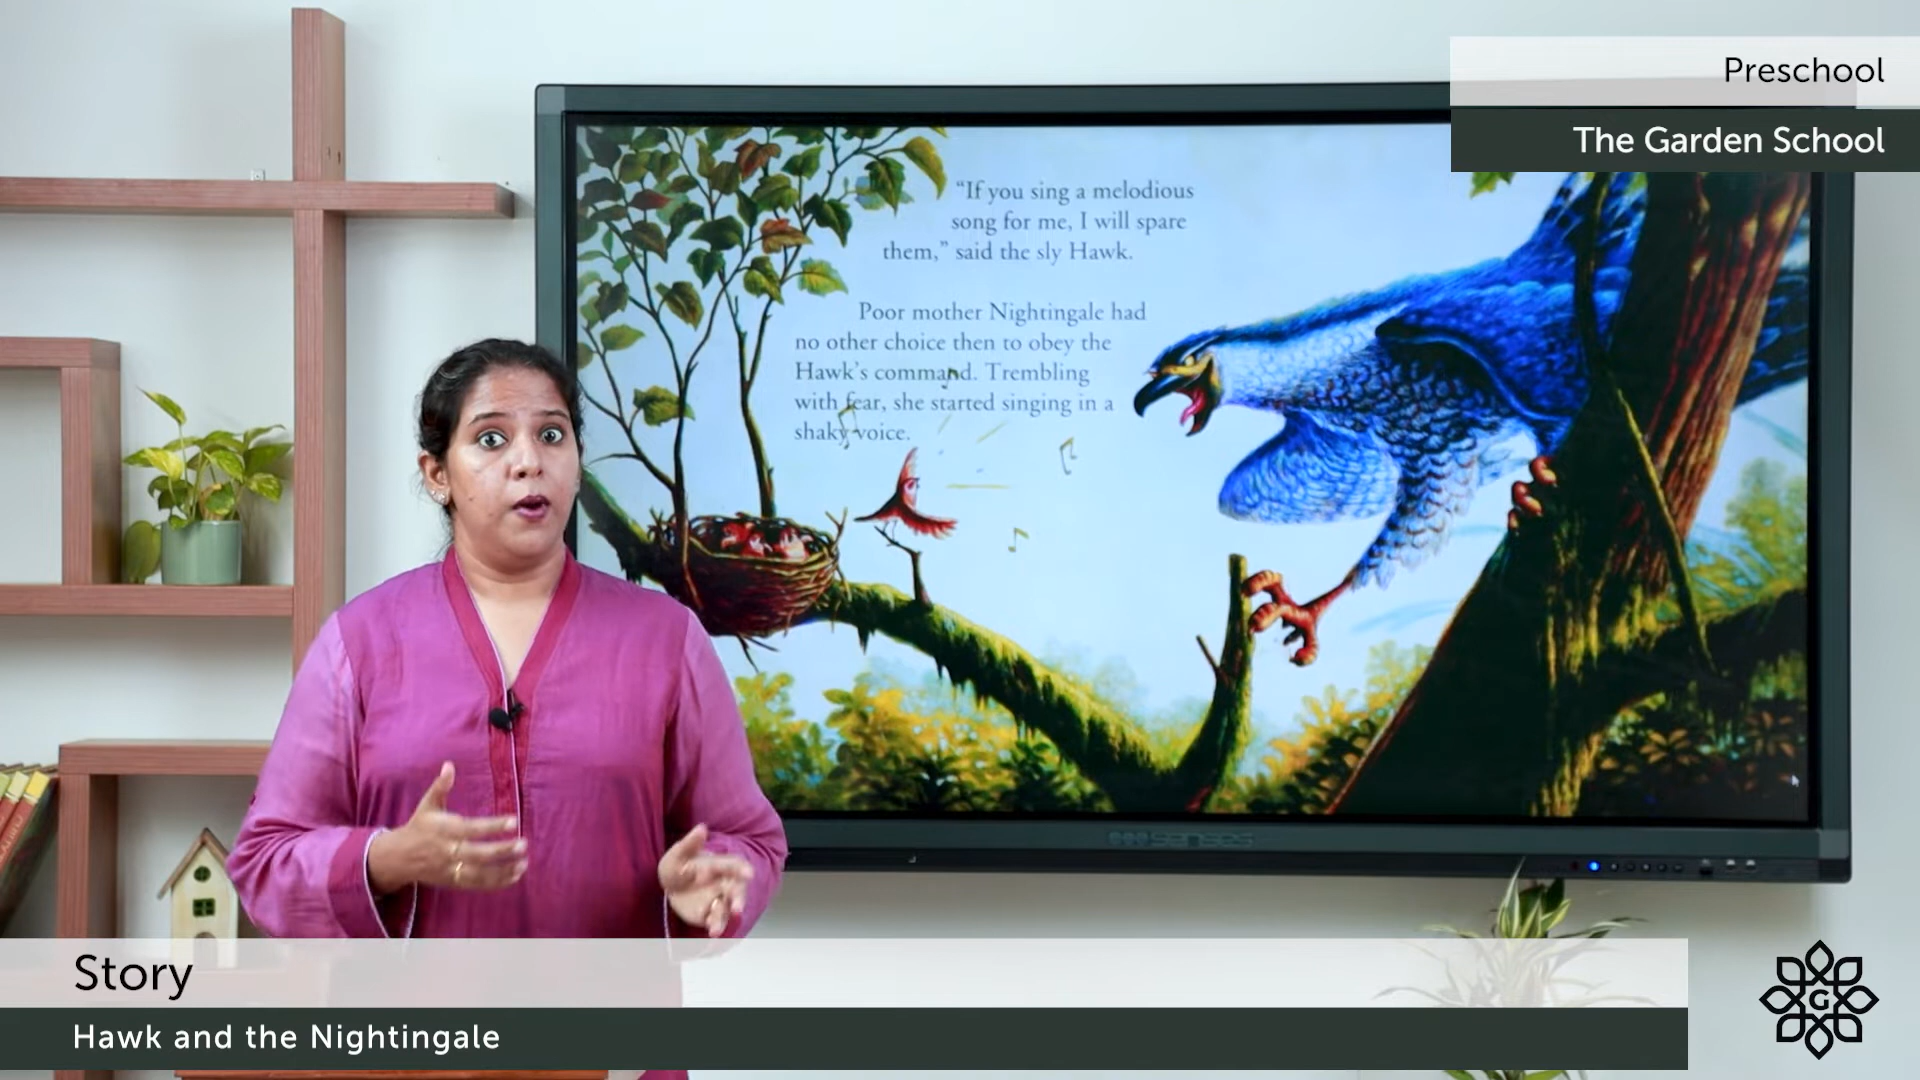 Preschool
The Garden School
“If you sing a melodious
song for me, I will spare
them,” said the sly Hawk.
Poor mother Nightingale had
no other choice then to obey the
Hawk’s command. Trembling
with fear, she started singing in a
shaky voice.
senses
Story
Hawk and the Nightingale
G